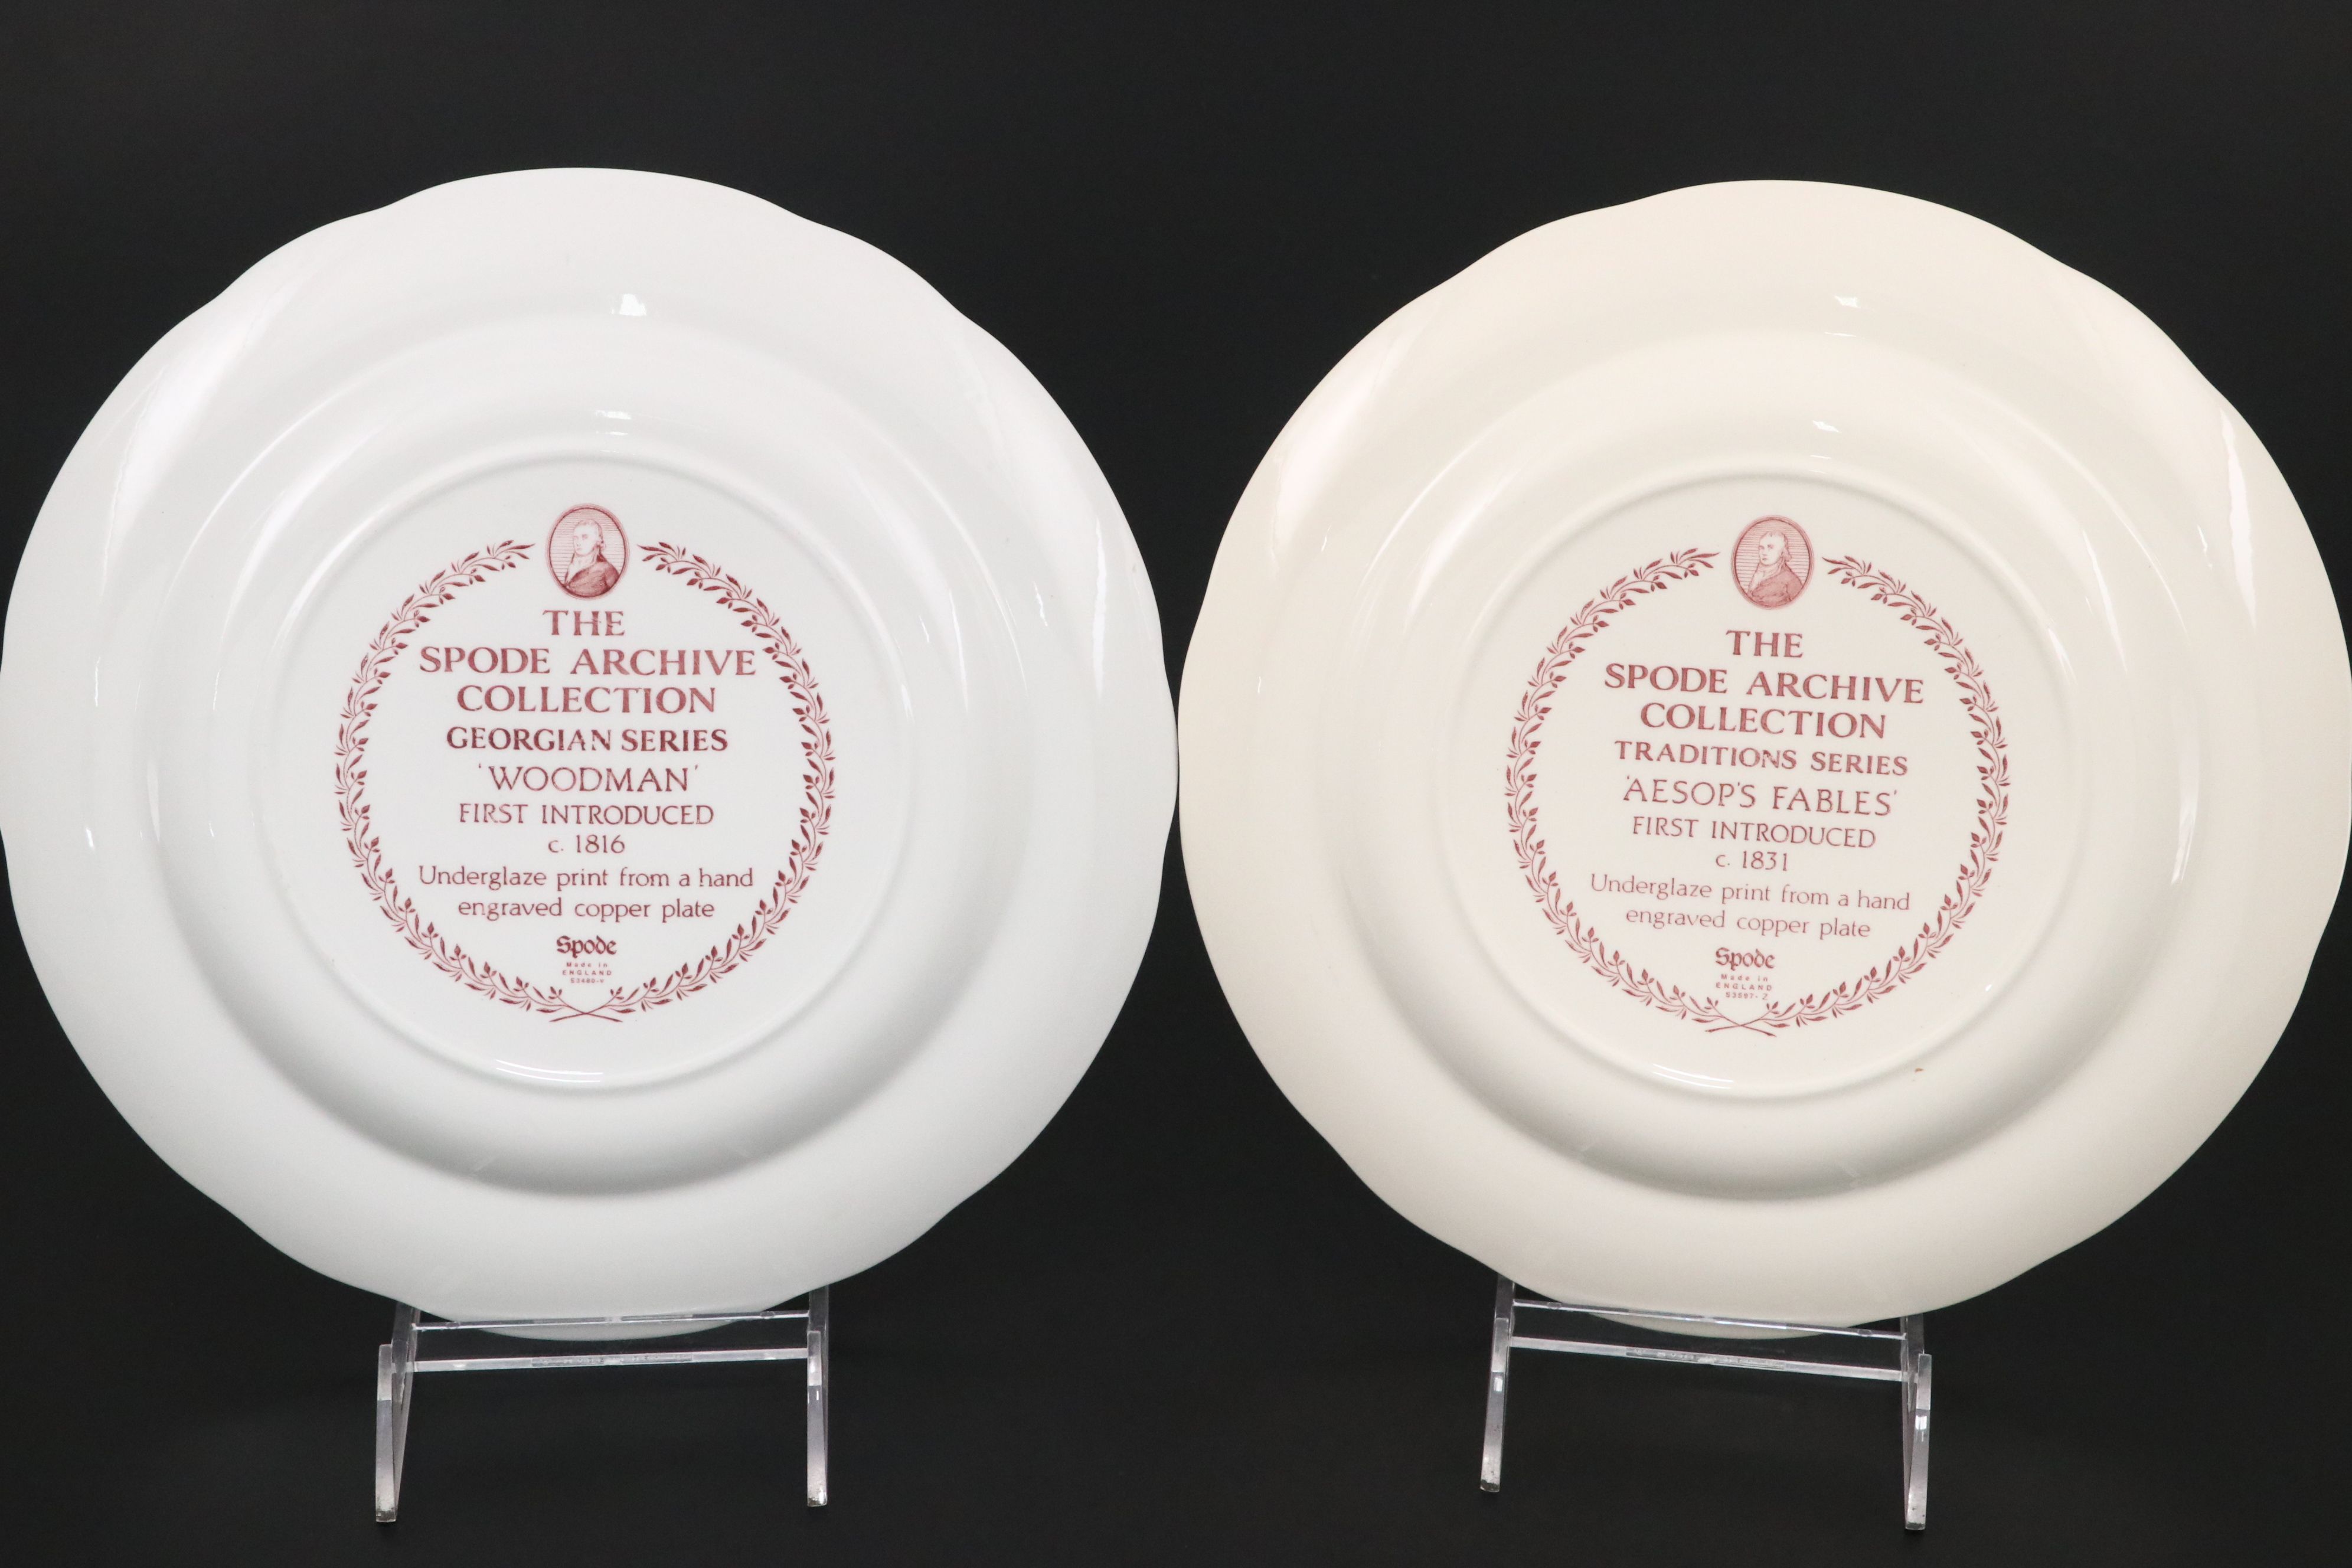 THE
SPODE ARCHIVE
COLLECTION
GEORGIAN SERIES
'WOODMAN'
FIRST INTRODUCED
c. 1816
Underglaze print from a hand
engraved copper plate
Spode
Made in
ENGLAND
THE
SPODE ARCHIVE
COLLECTION
TRADITIONS SERIES
'AESOP'S FABLES'
FIRST INTRODUCED
c. 1831
Underglaze print from a hand
engraved copper plate
Spode
Made in
ENGLAND